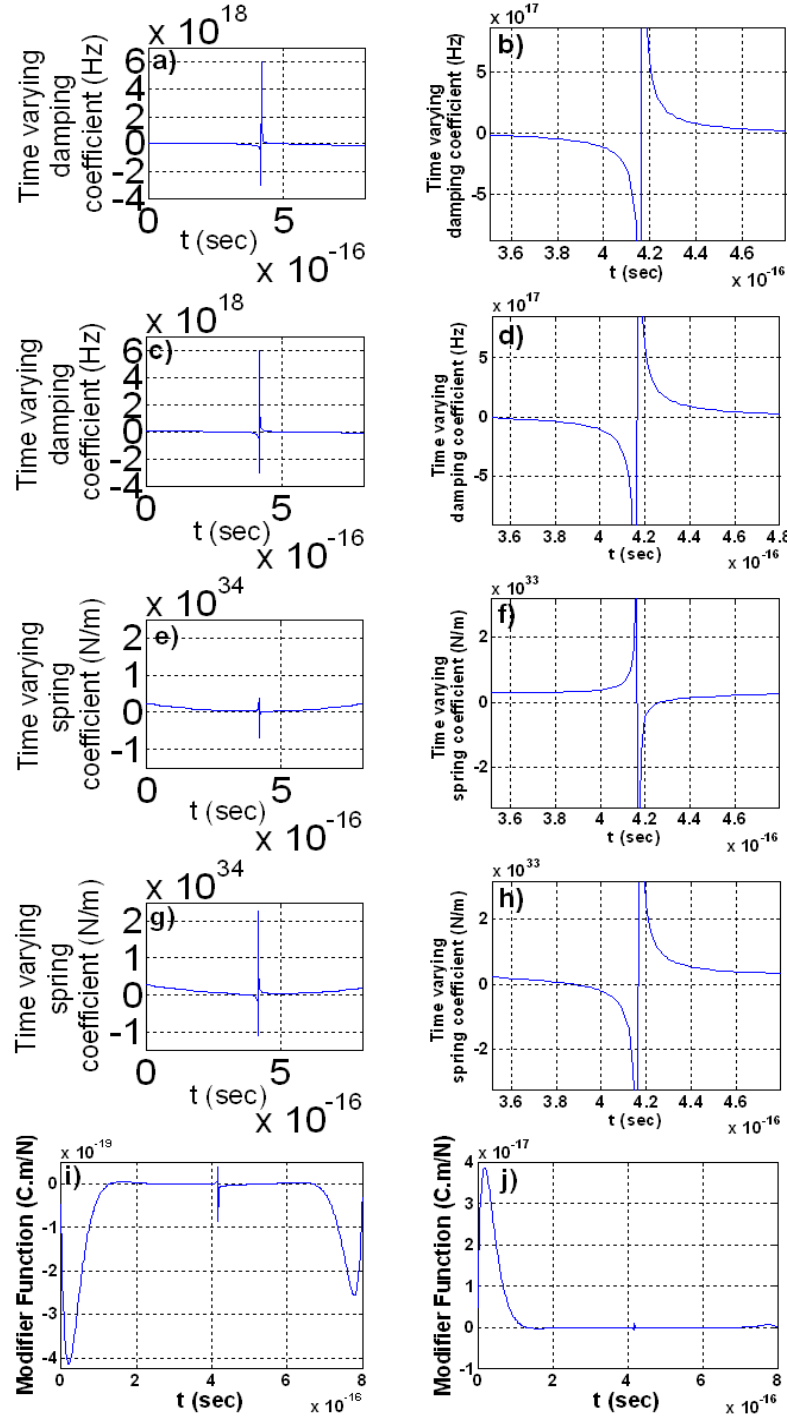 x 10^18
a)
6
4
2
0
-2
-4
0
5
Time varying
damping
coefficient (Hz)
t (sec)
x 10^-16
x 10^17
b)
5
0
-5
3.6
3.8
4
4.2
4.4
4.6
Time varying
damping coefficient (Hz)
t (sec)
x 10^-16
x 10^18
c)
6
4
2
0
-2
-4
0
5
Time varying
damping
coefficient (Hz)
t (sec)
x 10^-16
x 10^17
d)
5
0
-5
3.6
3.8
4
4.2
4.4
4.6
4.8
Time varying
damping coefficient (Hz)
t (sec)
x 10^-16
x 10^34
e)
2
1
0
-1
0
5
Time varying
spring
coefficient (N/m)
t (sec)
x 10^-16
x 10^33
f)
2
0
-2
3.6
3.8
4
4.2
4.4
4.6
Time varying
spring coefficient (N/m)
t (sec)
x 10^-16
x 10^34
g)
2
1
0
-1
0
5
Time varying
spring
coefficient (N/m)
t (sec)
x 10^-16
x 10^33
h)
2
0
-2
3.6
3.8
4
4.2
4.4
4.6
Time varying
spring coefficient (N/m)
t (sec)
x 10^-16
x 10^-19
i)
0
-1
-2
-3
-4
0
2
4
6
8
Modifier Function (C.m/N)
t (sec)
x 10^-16
x 10^-17
j)
4
3
2
1
0
-1
0
2
4
6
8
Modifier Function (C.m/N)
t (sec)
x 10^-16